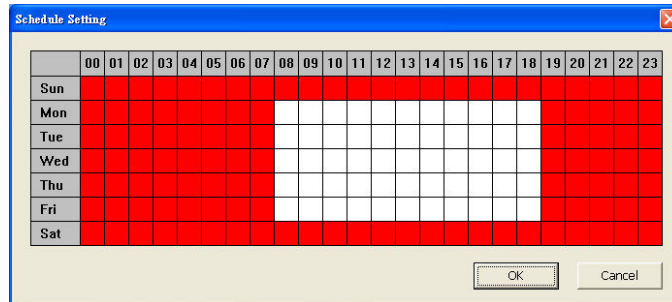 Schedule Setting
00 01 02 03 04 05 06 07 08 09 10 11 12 13 14 15 16 17 18 19 20 21 22 23
Sun
Mon
Tue
Wed
Thu
Fri
Sat
OK Cancel